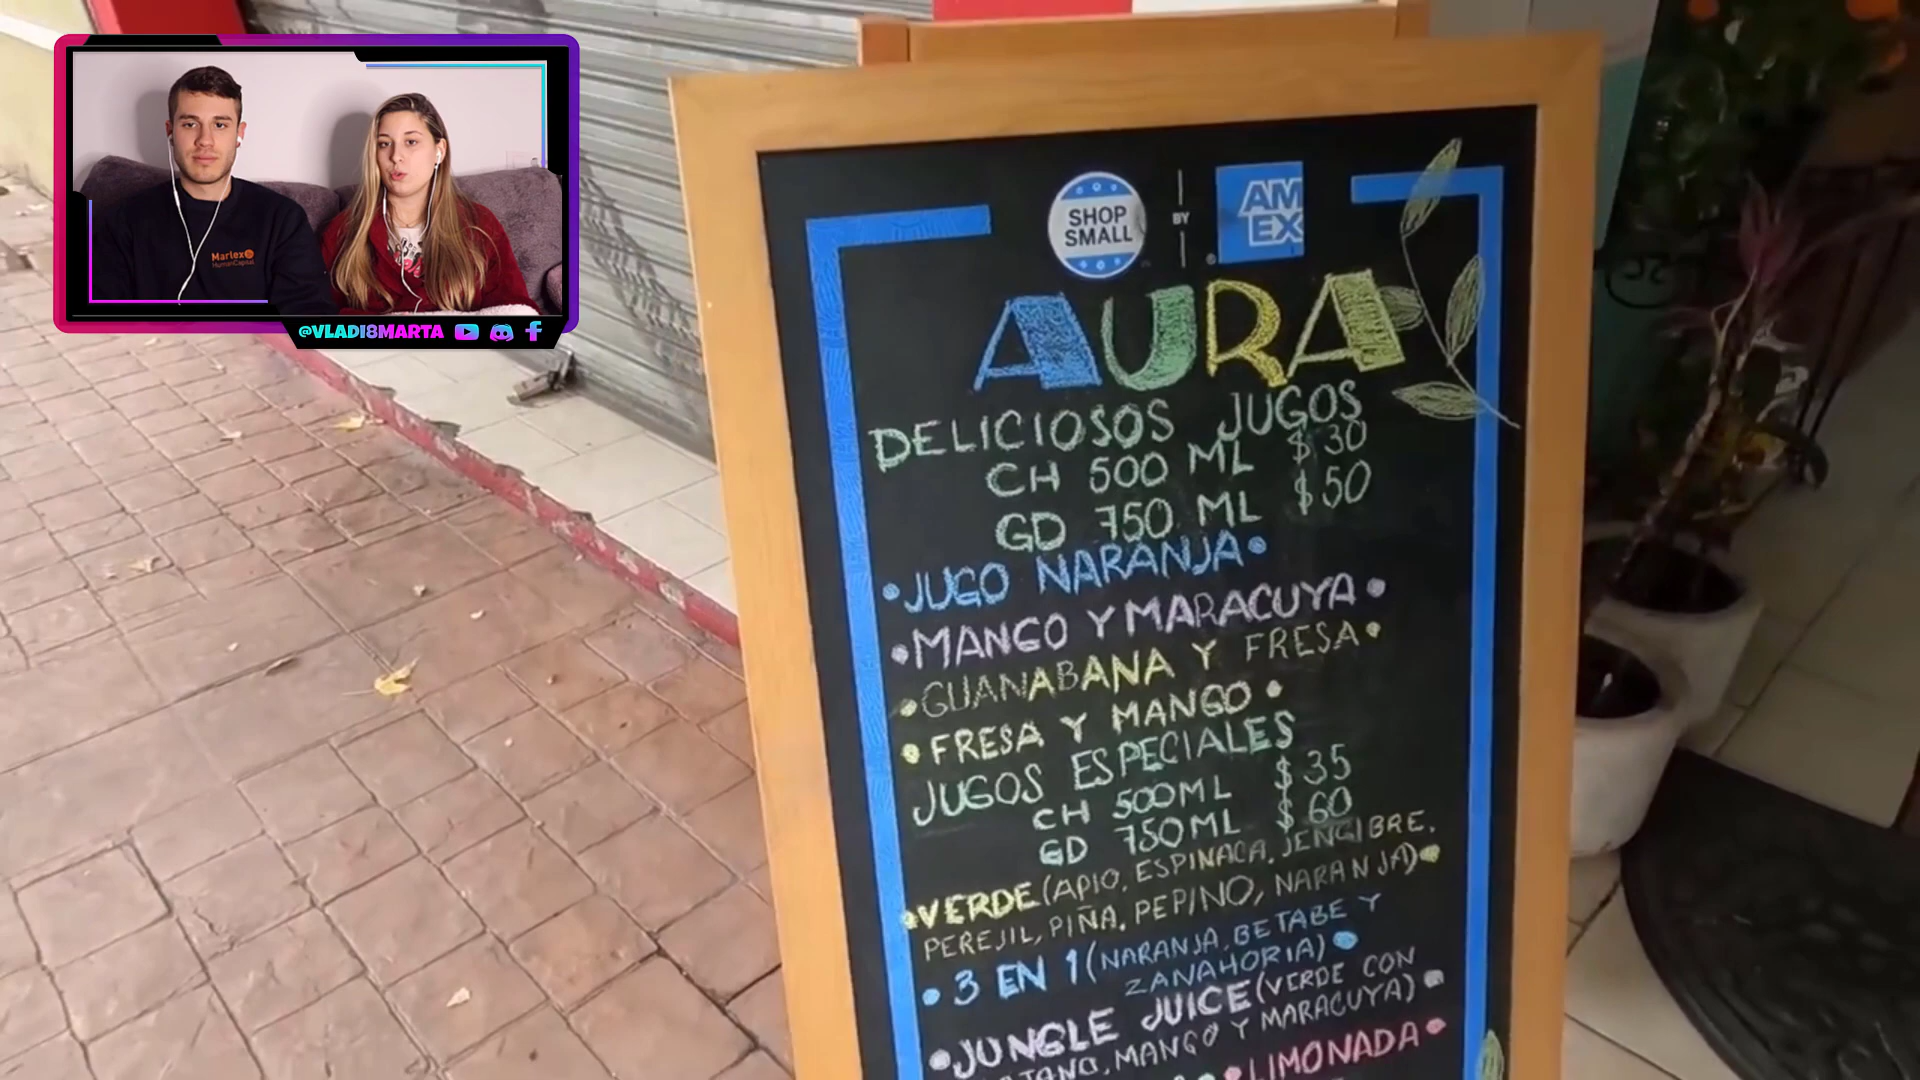 Marlex
HumanCapital
@VLADI8MARTA
SHOP
SMALL
BY
AM
EX
AURA
DELICIOSOS JUGOS
CH 500 ML $30
GD 750 ML $50
•JUGO NARANJA•
•MANGO Y MARACUYA•
•GUANABANA Y FRESA•
•FRESA Y MANGO•
JUGOS ESPECIALES
CH 500ML $35
GD 750ML $60
•VERDE (APIO, ESPINACA, JENGIBRE,
PEREJIL, PIÑA, PEPINO, NARANJA)•
•3 EN 1 (NARANJA, BETABE Y
ZANAHORIA)•
•JUNGLE JUICE (VERDE CON
MANGO Y MARACUYA)•
•LIMONADA•